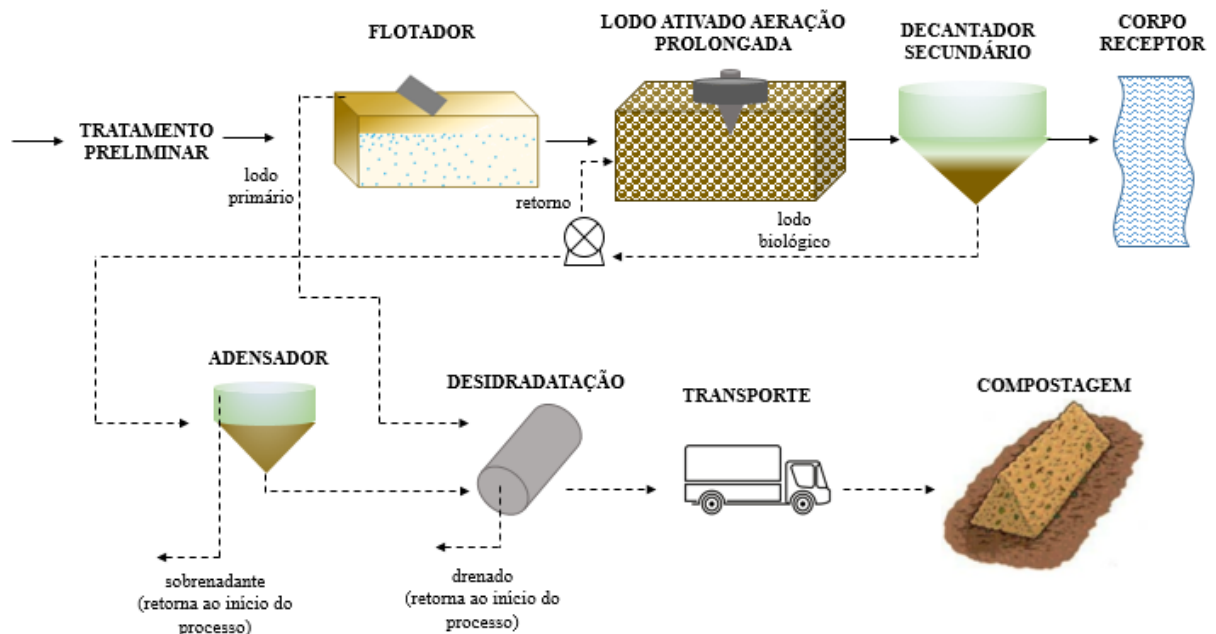 FLOTADOR
LODO ATIVADO AERAÇÃO
PROLONGADA
DECANTADOR
SECUNDÁRIO
CORPO
RECEPTOR
TRATAMENTO
PRELIMINAR
lodo
primário
retorno
lodo
biológico
ADENSADOR
DESIDRADATAÇÃO
TRANSPORTE
COMPOSTAGEM
sobrenadante
(retorna ao início do
processo)
drenado
(retorna ao início do
processo)